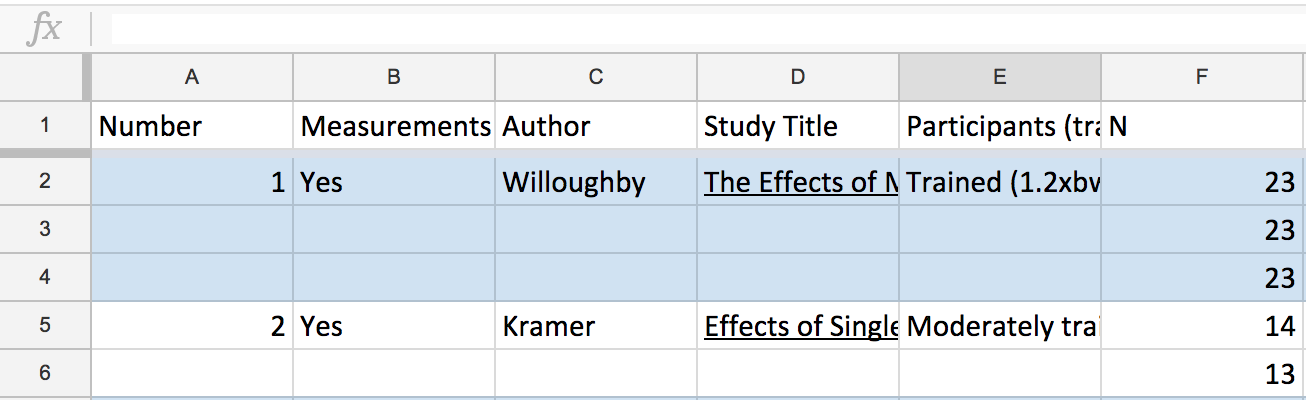 fx
A B C D E F
1 Number Measurements Author Study Title Participants (tra N
2 1 Yes Willoughby The Effects of Trained (1.2xbw 23
3 23
4 23
5 2 Yes Kramer Effects of Single Moderately tra 14
6 13